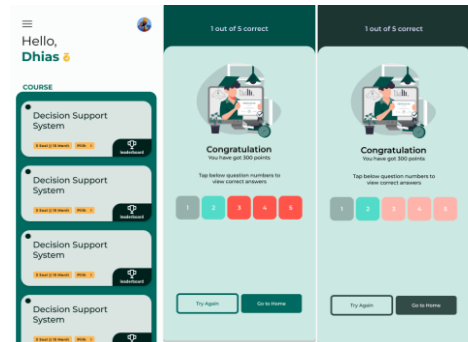 Hello,
Dhias
COURSE
Decision Support
System
leaderboard
Decision Support
System
leaderboard
Decision Support
System
leaderboard
Decision Support
System
1 out of 5 correct
Congratulation
You have got 300 points
Tap below question numbers to
view correct answers
1 2 3 4 5
Try Again Go to Home
1 out of 5 correct
Congratulation
You have got 300 points
Tap below question numbers to
view correct answers
1 2 3 4 5
Try Again Go to Home